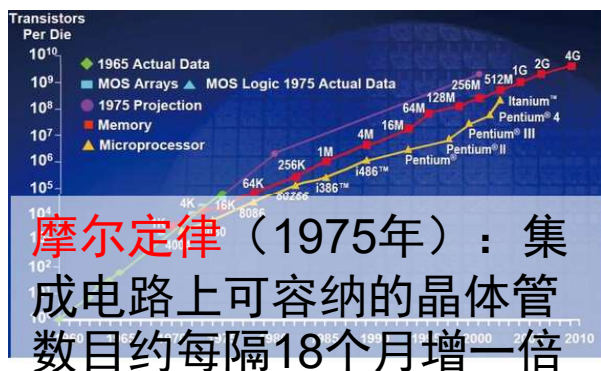 Transistors
Per Die
10¹⁰
10⁹
10⁸
10⁷
10⁶
10⁵
10⁴
10²
1965 Actual Data
MOS Arrays MOS Logic 1975 Actual Data
1975 Projection
Memory
Microprocessor
4K
16K
64K
256K
1M
4M
16M
64M
128M
256M
512M
1G
2G
4G
8086
80286
i386™
i486™
Pentium®
Pentium® II
Pentium® III
Pentium® 4
Itanium™
摩尔定律（1975年）：集
成电路上可容纳的晶体管
数目约每隔18个月增一倍
2010